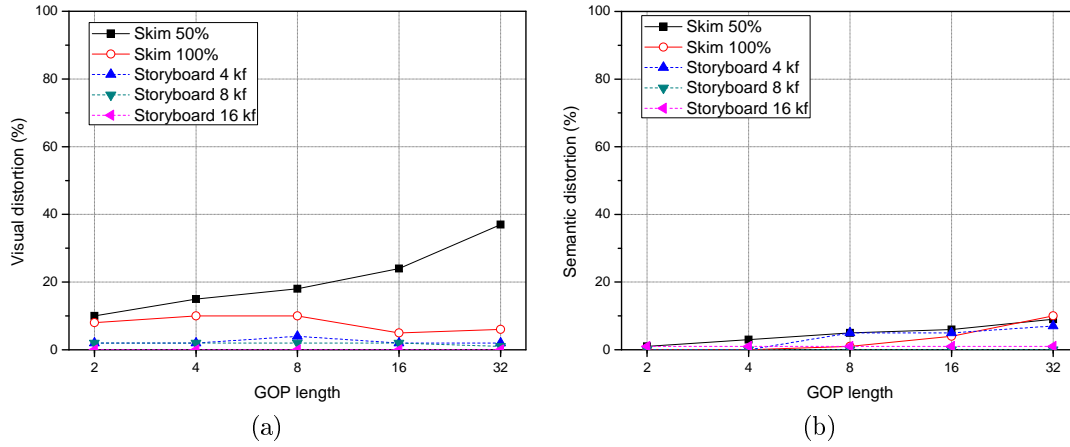 100
80
60
40
20
0
Visual distortion (%)
Skim 50%
Skim 100%
Storyboard 4 kf
Storyboard 8 kf
Storyboard 16 kf
2 4 8 16 32
GOP length
(a)
100
80
60
40
20
0
Semantic distortion (%)
Skim 50%
Skim 100%
Storyboard 4 kf
Storyboard 8 kf
Storyboard 16 kf
2 4 8 16 32
GOP length
(b)